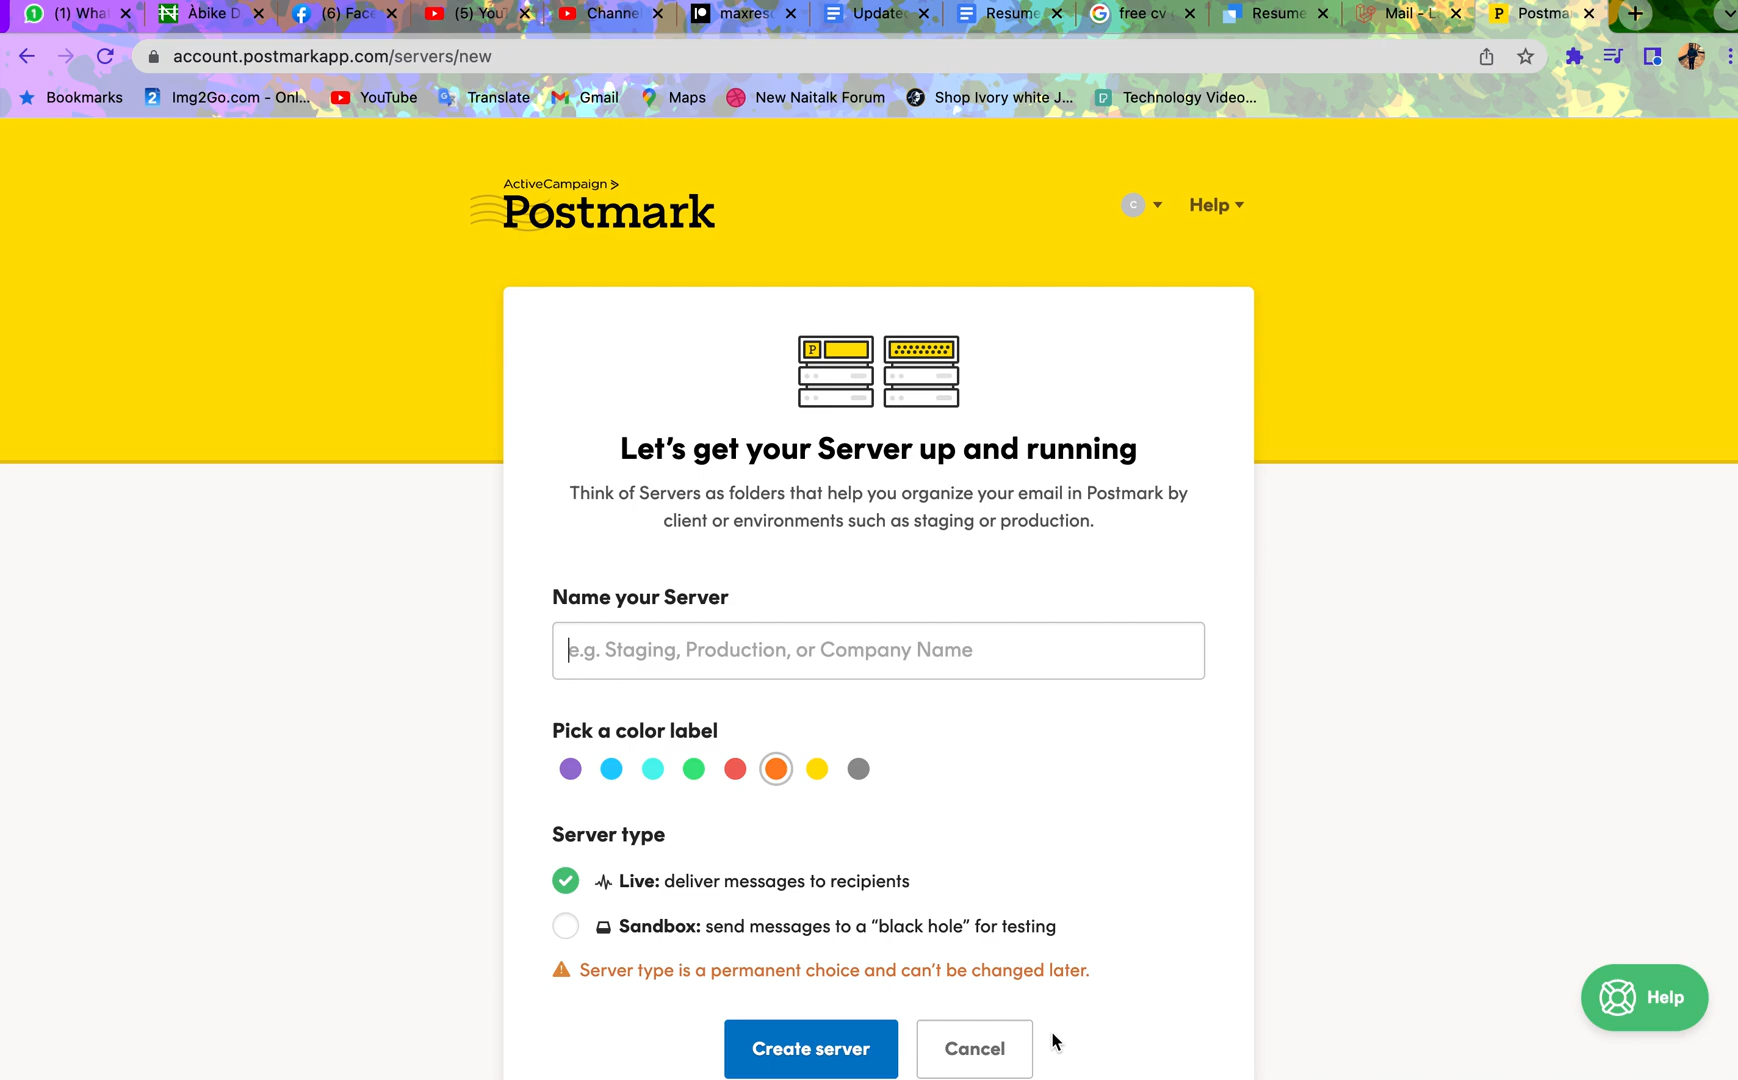 (1) What
Àbike D
(6) Face
(5) You
Channe
maxres
Update
Resume
free cv
Resume
Mail - L
Postma
account.postmarkapp.com/servers/new
Bookmarks
Img2Go.com - Onl...
YouTube
Translate
Gmail
Maps
New Naitalk Forum
Shop Ivory white J...
Technology Video...
ActiveCampaign >
Postmark
C
Help
P
Let's get your Server up and running
Think of Servers as folders that help you organize your email in Postmark by
client or environments such as staging or production.
Name your Server
e.g. Staging, Production, or Company Name
Pick a color label
Server type
Live: deliver messages to recipients
Sandbox: send messages to a “black hole” for testing
Server type is a permanent choice and can’t be changed later.
Create server
Cancel
Help